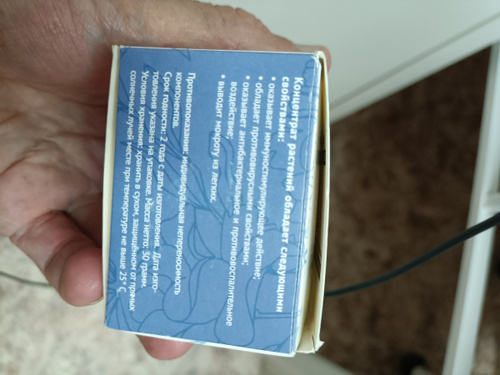 Концентрат растений обладает следующими
свойствами:
• оказывает иммуностимулирующее действие;
• обладает противовирусными свойствами;
• оказывает антибактериальное и противовоспалительное
воздействие;
• выводит мокроту из легких.
Противопоказания: индивидуальная непереносимость
компонентов.
Срок годности: 2 года с даты изготовления. Дата изго-
товления указана на упаковке. Масса нетто: 50 грамм.
Условия хранения: хранить в сухом, защищенном от прямых
солнечных лучей месте при температуре не выше 25° С.